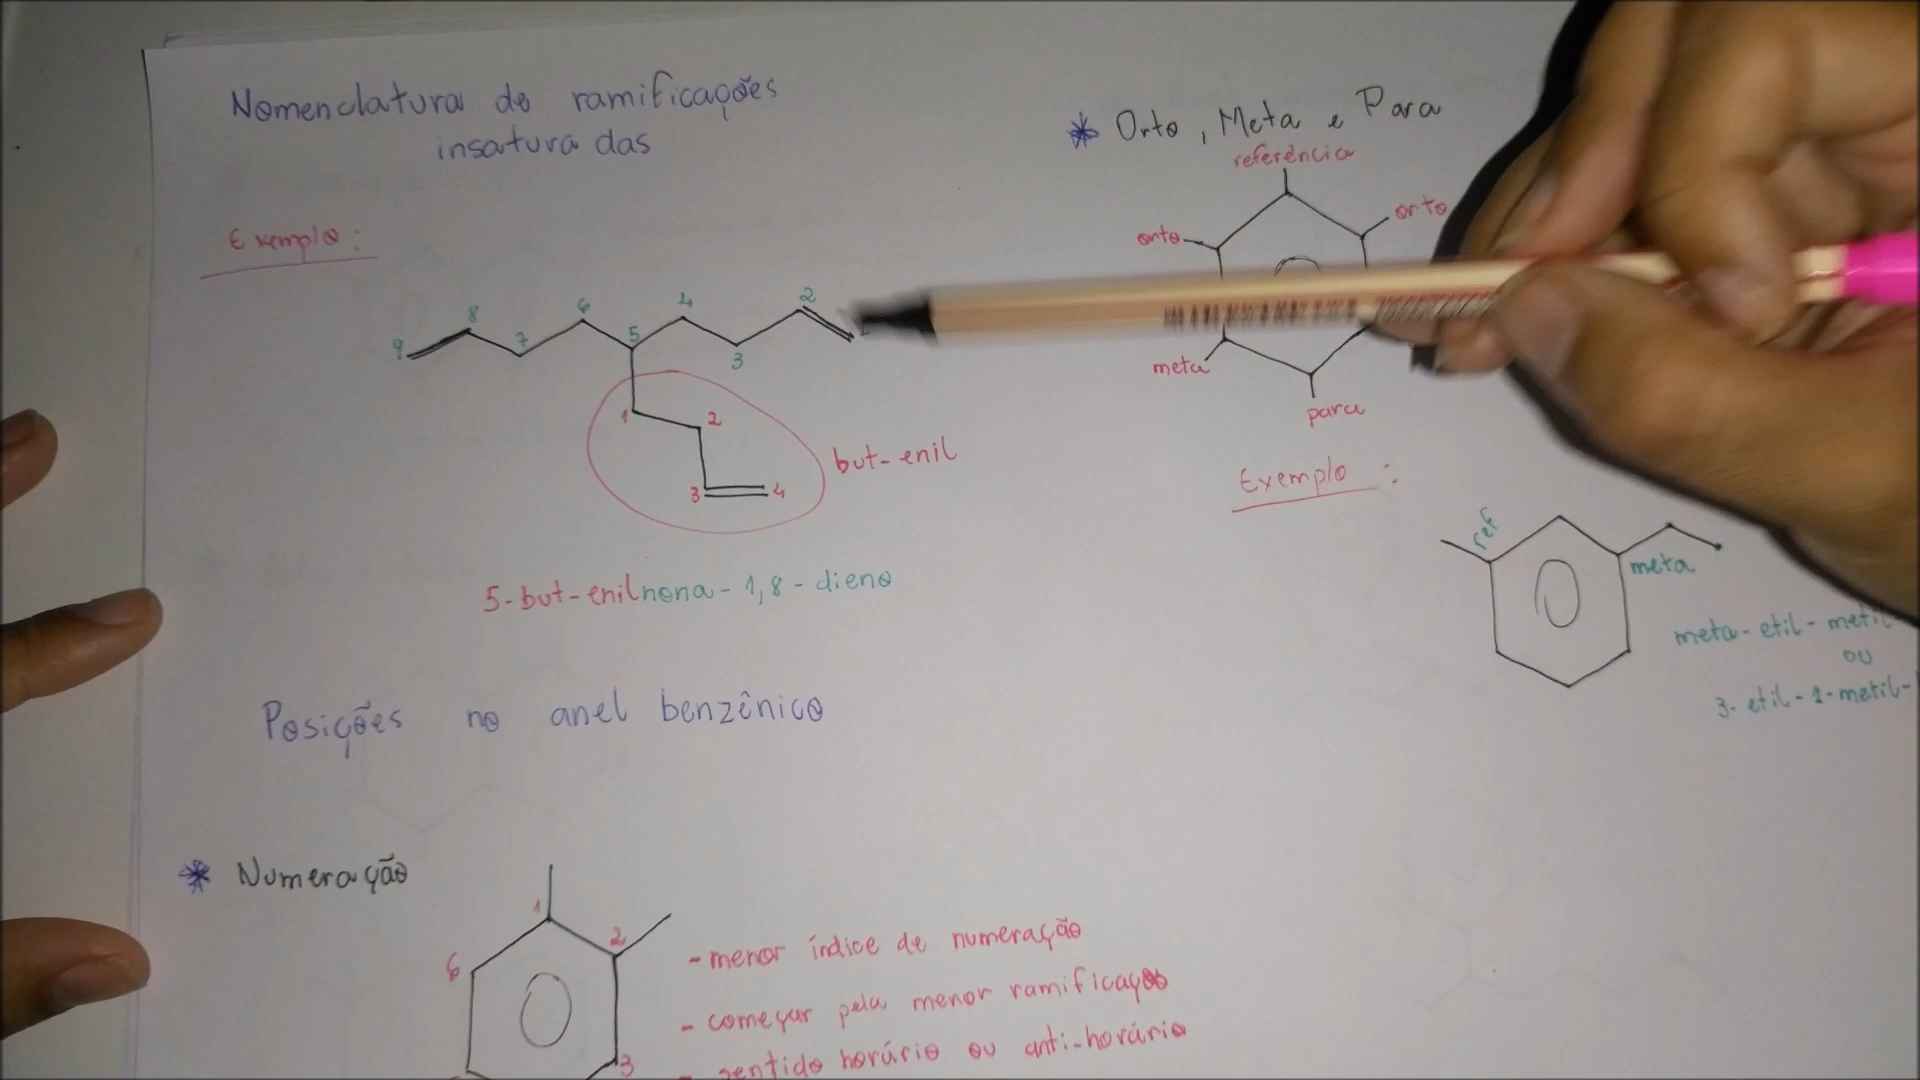 Nomenclatura de ramificações
insaturadas
Exemplo:
9 8 7 6 5 4 3 2
1 2
3 4
but-enil
5-but-enilnona-1,8-dieno
Posições no anel benzênico
* Numeração
1
2
6
3
-menor índice de numeração
-começar pela menor ramificação
- sentido horário ou anti-horário
* Orto, Meta e Para
referência
orto
orto
meta
para
Exemplo:
ref
meta
meta-etil-metil-
ou
3-etil-1-metil-